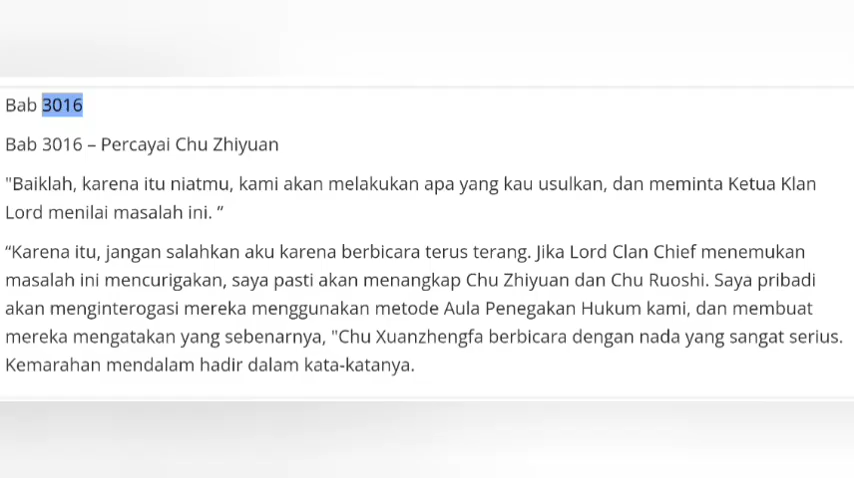 Bab 3016
Bab 3016 – Percayai Chu Zhiyuan
"Baiklah, karena itu niatmu, kami akan melakukan apa yang kau usulkan, dan meminta Ketua Klan
Lord menilai masalah ini. ”
“Karena itu, jangan salahkan aku karena berbicara terus terang. Jika Lord Clan Chief menemukan
masalah ini mencurigakan, saya pasti akan menangkap Chu Zhiyuan dan Chu Ruoshi. Saya pribadi
akan menginterogasi mereka menggunakan metode Aula Penegakan Hukum kami, dan membuat
mereka mengatakan yang sebenarnya, "Chu Xuanzhengfa berbicara dengan nada yang sangat serius.
Kemarahan mendalam hadir dalam kata-katanya.